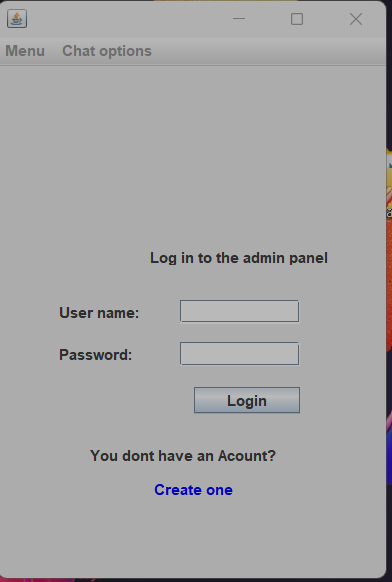 Menu Chat options
Log in to the admin panel
User name:
Password:
Login
You dont have an Acount?
Create one